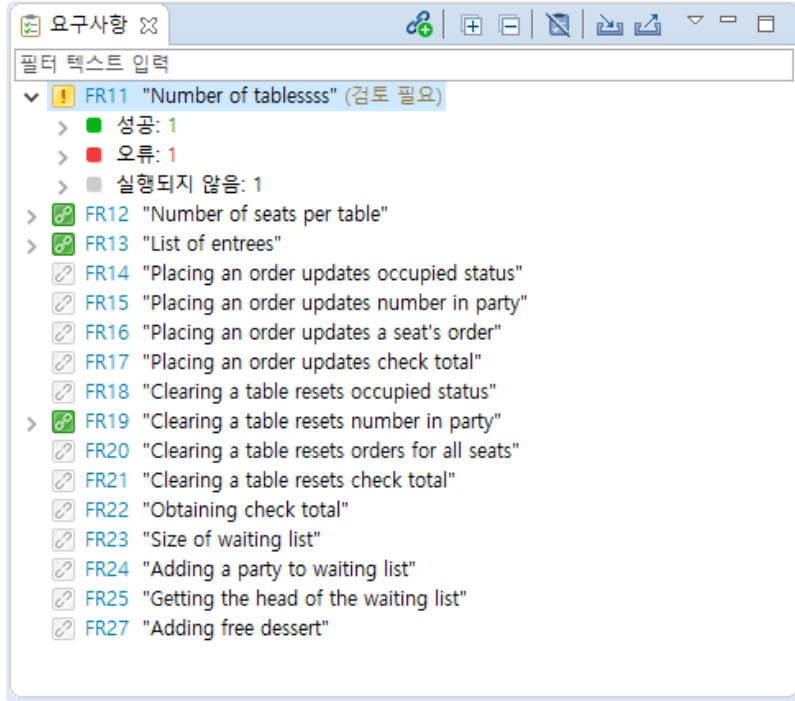 요구사항
필터 텍스트 입력
FR11 "Number of tablessss" (검토 필요)
성공: 1
오류: 1
실행되지 않음: 1
FR12 "Number of seats per table"
FR13 "List of entrees"
FR14 "Placing an order updates occupied status"
FR15 "Placing an order updates number in party"
FR16 "Placing an order updates a seat's order"
FR17 "Placing an order updates check total"
FR18 "Clearing a table resets occupied status"
FR19 "Clearing a table resets number in party"
FR20 "Clearing a table resets orders for all seats"
FR21 "Clearing a table resets check total"
FR22 "Obtaining check total"
FR23 "Size of waiting list"
FR24 "Adding a party to waiting list"
FR25 "Getting the head of the waiting list"
FR27 "Adding free dessert"